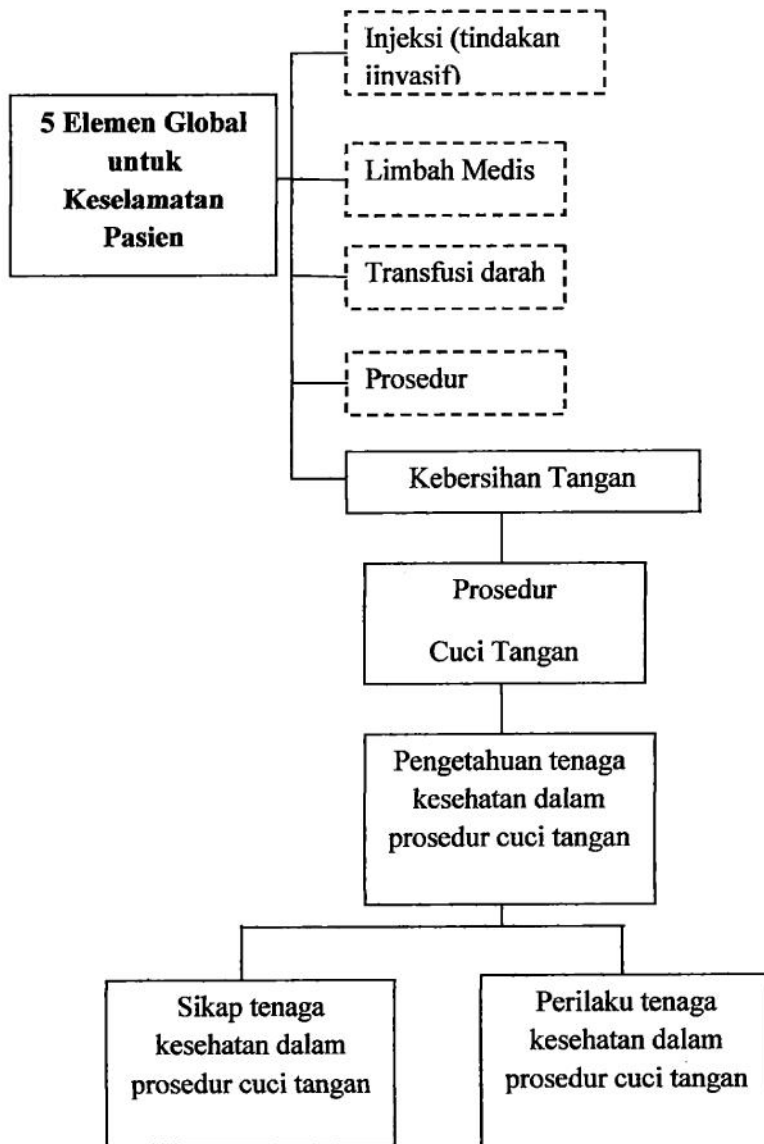 Injeksi (tindakan
iinvasif)
5 Elemen Global
untuk
Keselamatan
Pasien
Limbah Medis
Transfusi darah
Prosedur
Kebersihan Tangan
Prosedur
Cuci Tangan
Pengetahuan tenaga
kesehatan dalam
prosedur cuci tangan
Sikap tenaga
kesehatan dalam
prosedur cuci tangan
Perilaku tenaga
kesehatan dalam
prosedur cuci tangan